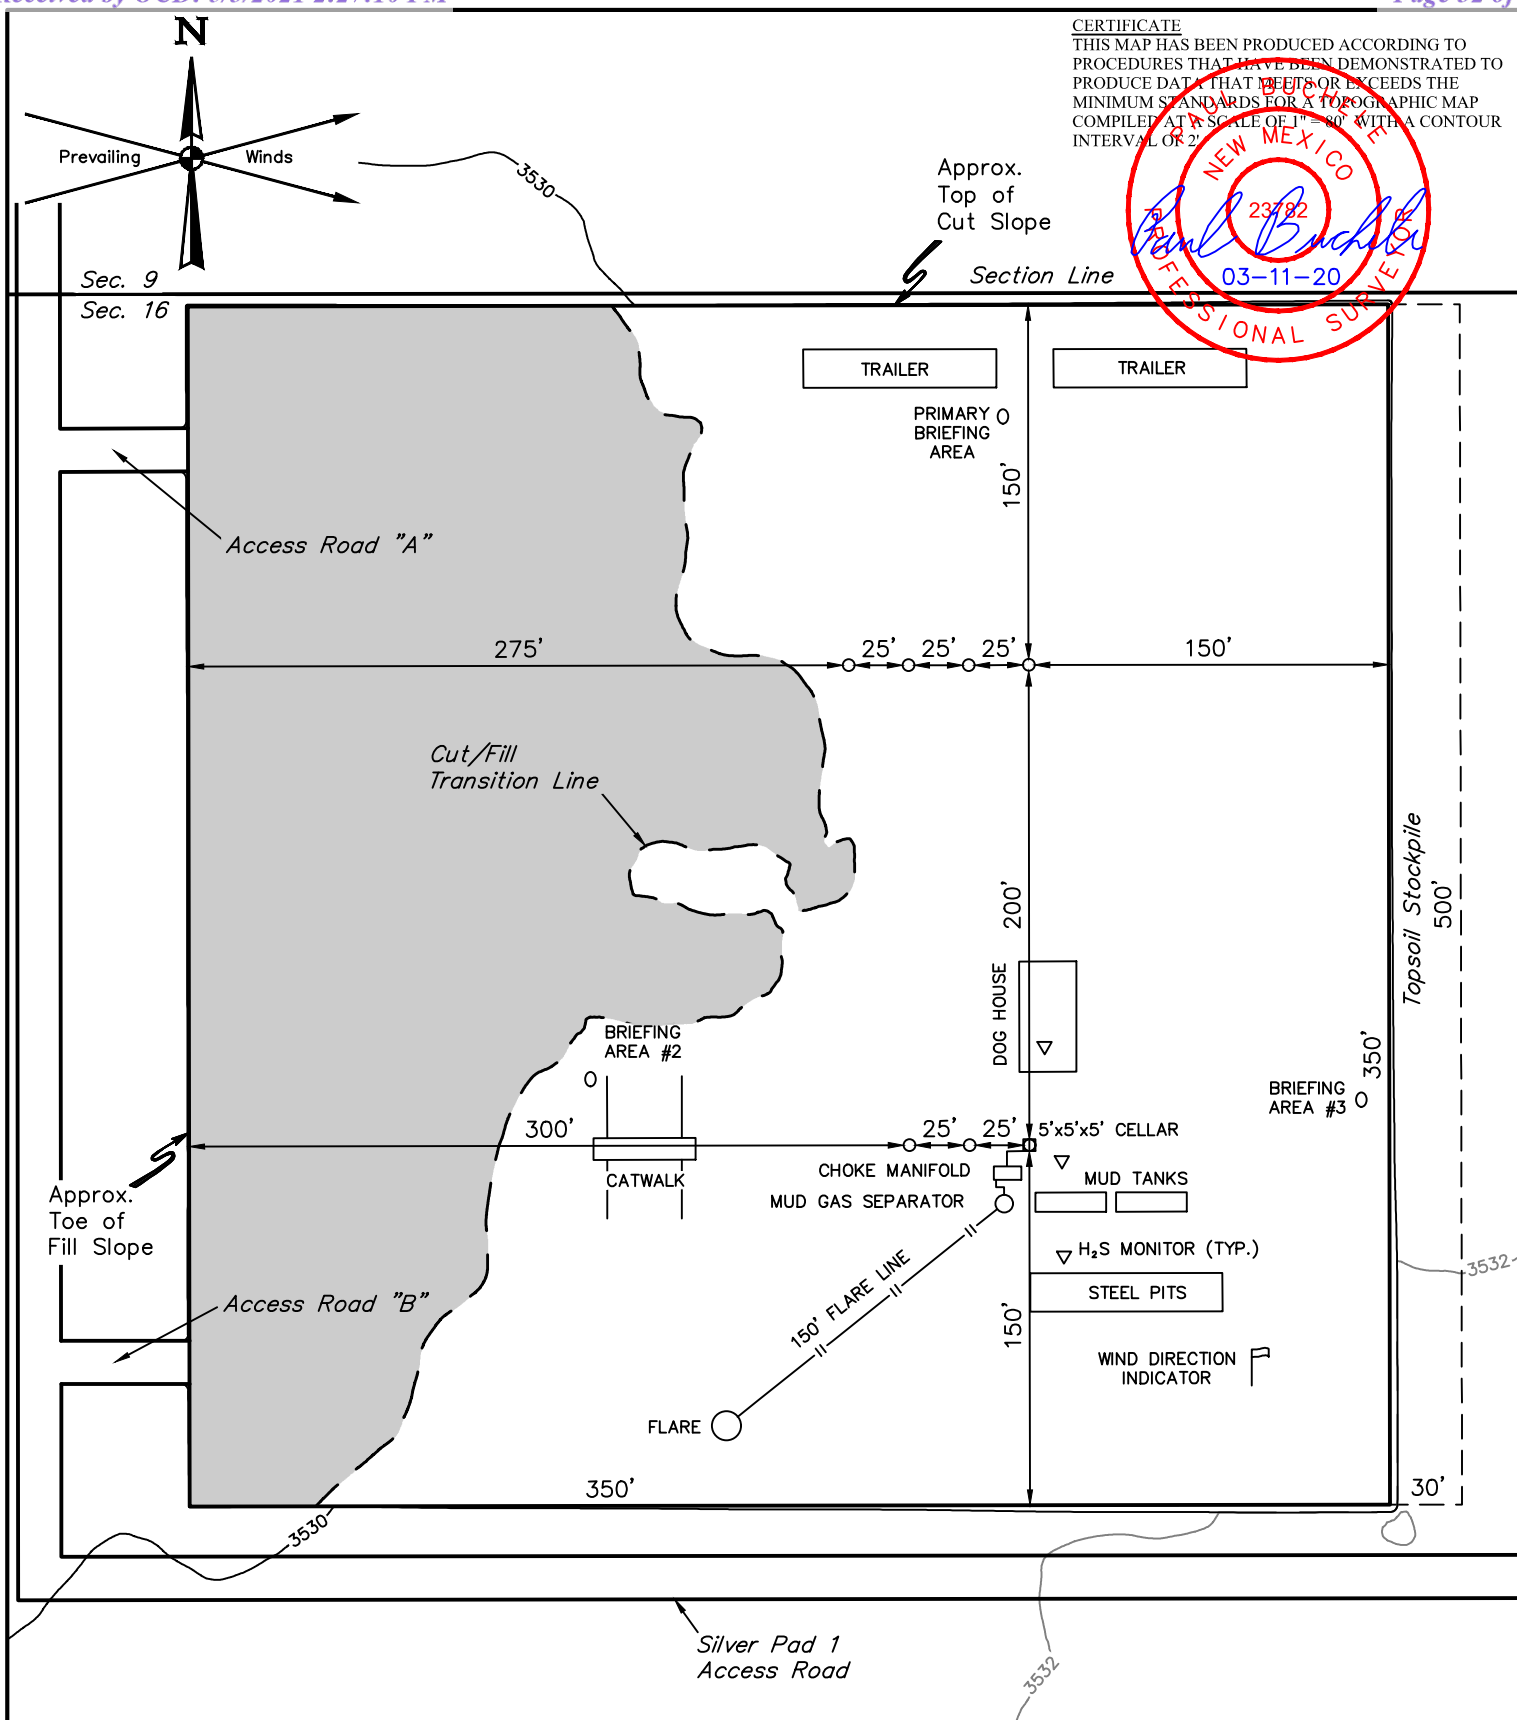 N
Prevailing Winds
CERTIFICATE
THIS MAP HAS BEEN PRODUCED ACCORDING TO
PROCEDURES THAT HAVE BEEN DEMONSTRATED TO
PRODUCE DATA THAT MEETS OR EXCEEDS THE
MINIMUM STANDARDS FOR A TOPOGRAPHIC MAP
COMPILED AT A SCALE OF 1" = 80' WITH A CONTOUR
INTERVAL OF 2'
PAUL BUCHELE
NEW MEXICO
23782
Paul Buchele
03-11-20
PROFESSIONAL SURVEYOR
3530
Approx.
Top of
Cut Slope
Section Line
Sec. 9
Sec. 16
TRAILER
TRAILER
PRIMARY
BRIEFING
AREA
150'
Access Road "A"
275'
25'
25'
25'
150'
Cut/Fill
Transition Line
200'
Topsoil Stockpile
500'
DOG HOUSE
350'
BRIEFING
AREA #2
BRIEFING
AREA #3
300'
25'
25'
5'x5'x5' CELLAR
CATWALK
CHOKE MANIFOLD
MUD TANKS
MUD GAS SEPARATOR
Approx.
Toe of
Fill Slope
H₂S MONITOR (TYP.)
3532
STEEL PITS
Access Road "B"
150' FLARE LINE
150'
WIND DIRECTION
INDICATOR
FLARE
350'
30'
3530
Silver Pad 1
Access Road
3532